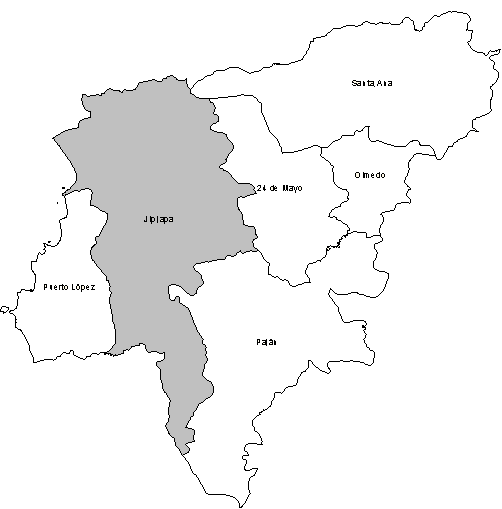 Santa Ana
Olmedo
24 de Mayo
Jipijapa
Puerto López
Paján